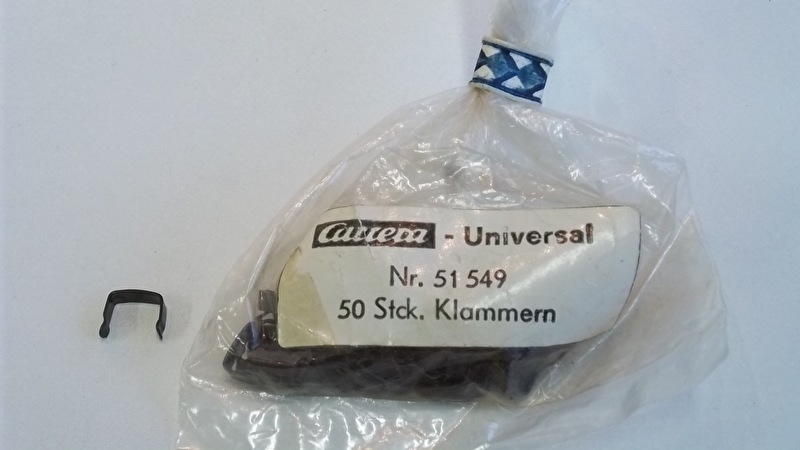 Carrera - Universal
Nr. 51 549
50 Stck. Klammern